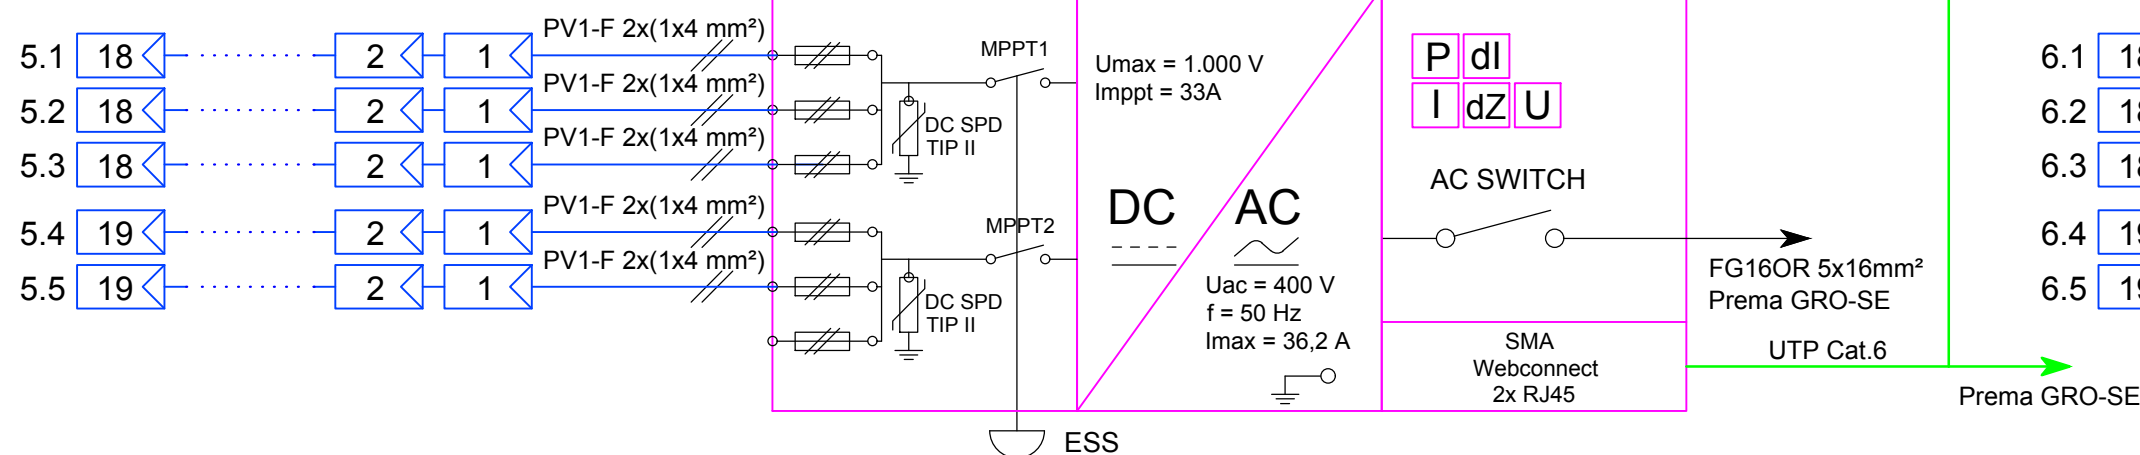 5.1 18 2 1 PV1-F 2x(1x4 mm²)
5.2 18 2 1 PV1-F 2x(1x4 mm²)
5.3 18 2 1 PV1-F 2x(1x4 mm²)
5.4 19 2 1 PV1-F 2x(1x4 mm²)
5.5 19 2 1 PV1-F 2x(1x4 mm²)
MPPT1
DC SPD
TIP II
MPPT2
DC SPD
TIP II
ESS
Umax = 1.000 V
Imppt = 33A
DC
AC
Uac = 400 V
f = 50 Hz
Imax = 36,2 A
P dI
I dZ U
AC SWITCH
SMA
Webconnect
2x RJ45
FG16OR 5x16mm²
Prema GRO-SE
UTP Cat.6
Prema GRO-SE
6.1
6.2
6.3
6.4
6.5